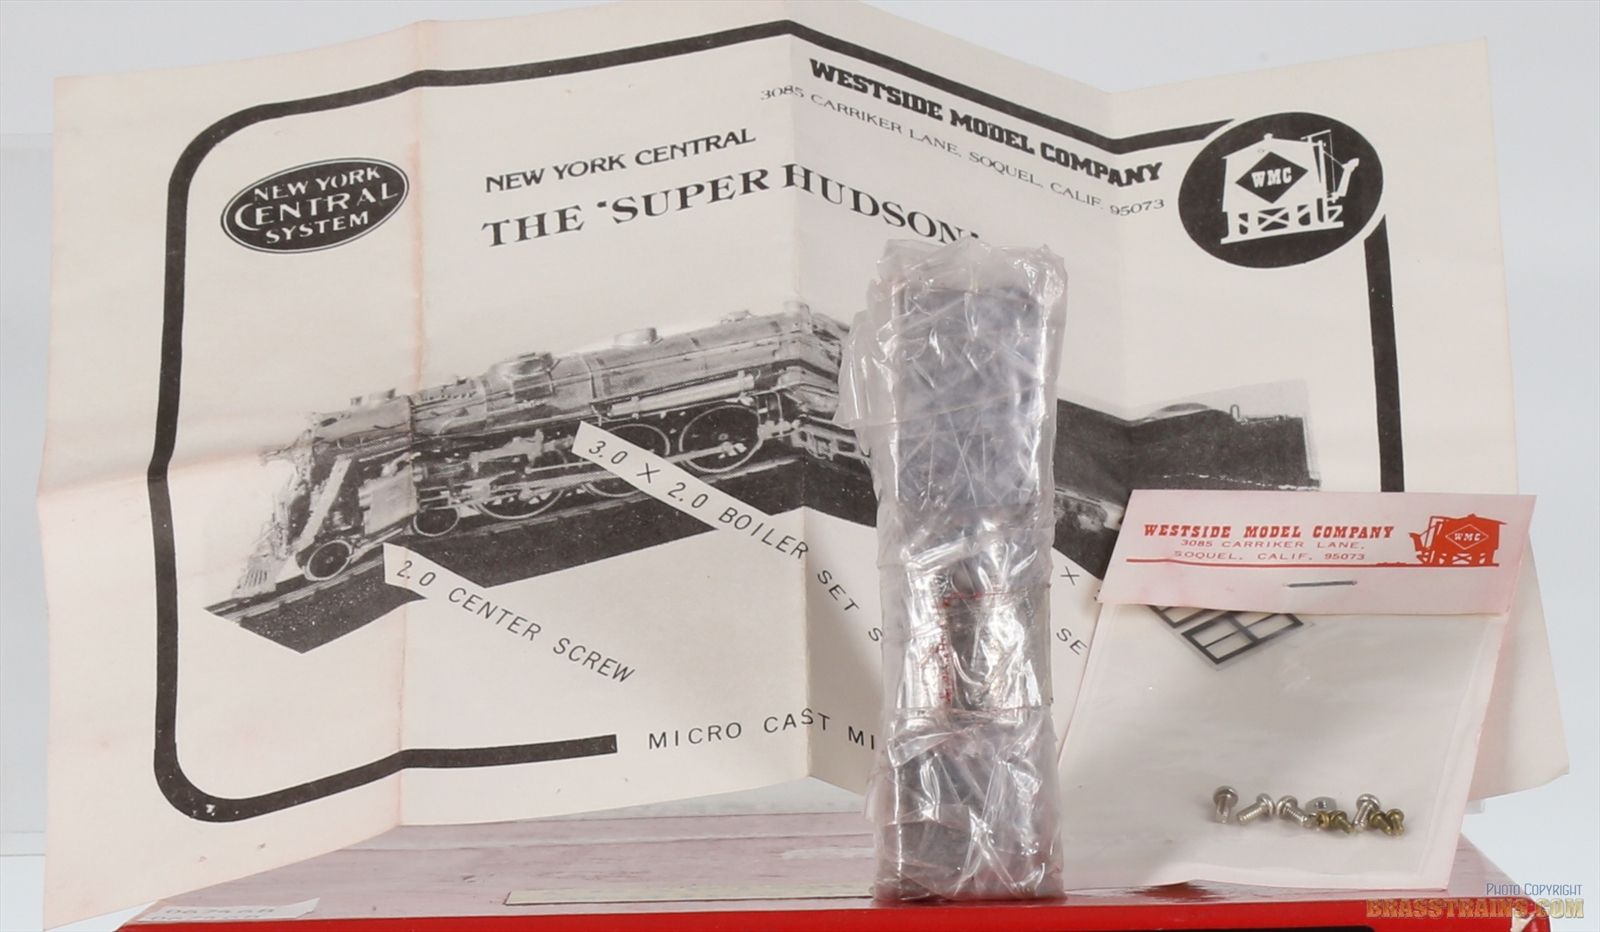 NEW YORK
CENTRAL
SYSTEM
NEW YORK CENTRAL
THE "SUPER HUDSON"
WESTSIDE MODEL COMPANY
3085 CARRIKER LANE, SOQUEL, CALIF. 95073
WMC
3.0 X 2.0 BOILER SET S
X
SE
2.0 CENTER SCREW
MICRO CAST MI
WESTSIDE MODEL COMPANY
3085 CARRIKER LANE,
SOQUEL, CALIF. 95073
WMC
PHOTO COPYRIGHT
BRASSTRAINS.COM